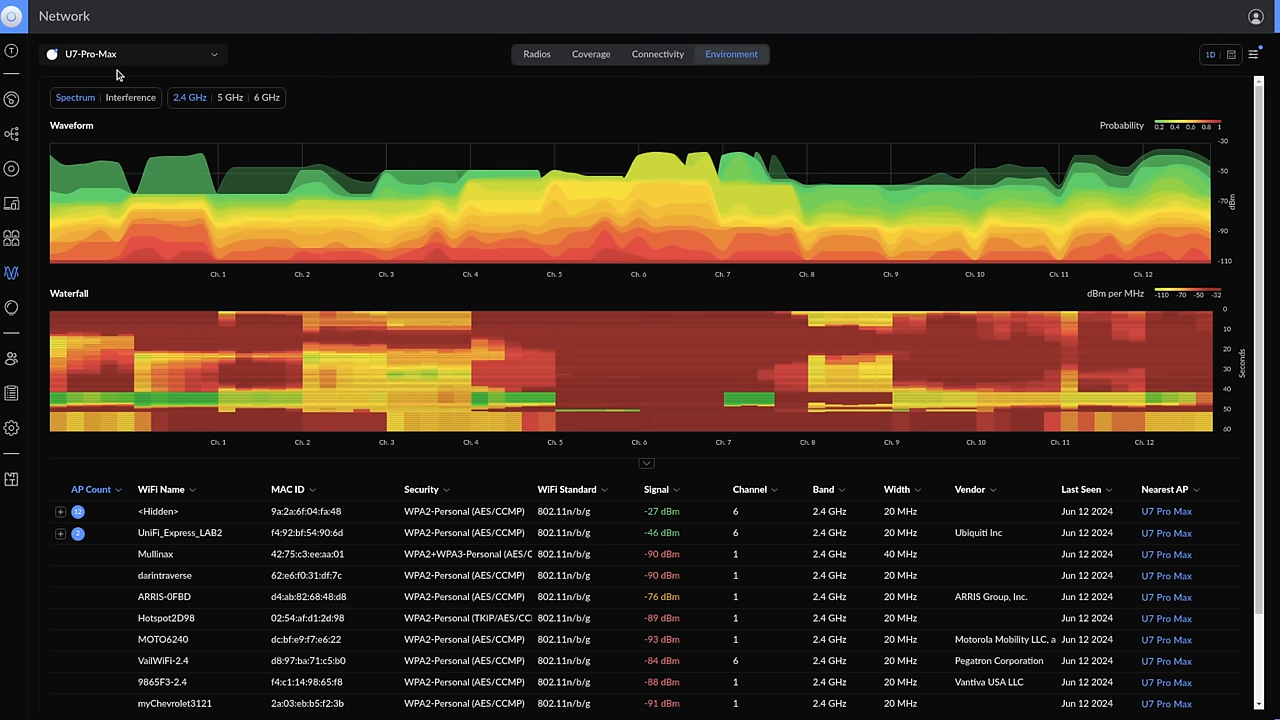 Network
U7-Pro-Max
Radios Coverage Connectivity Environment
1D
Spectrum Interference 2.4 GHz 5 GHz 6 GHz
Waveform
Probability 0.2 0.4 0.6 0.8 1
-30
-50
-70
dBm
-90
-110
Ch. 1 Ch. 2 Ch. 3 Ch. 4 Ch. 5 Ch. 6 Ch. 7 Ch. 8 Ch. 9 Ch. 10 Ch. 11 Ch. 12
Waterfall
dBm per MHz -110 -70 -50 -32
0
10
20
30
Seconds
40
50
60
Ch. 1 Ch. 2 Ch. 3 Ch. 4 Ch. 5 Ch. 6 Ch. 7 Ch. 8 Ch. 9 Ch. 10 Ch. 11 Ch. 12
AP Count WiFi Name MAC ID Security WiFi Standard Signal Channel Band Width Vendor Last Seen Nearest AP
12 <Hidden> 9a:2a:6f:04:fa:48 WPA2-Personal (AES/CCMP) 802.11n/b/g -27 dBm 6 2.4 GHz 20 MHz Jun 12 2024 U7 Pro Max
2 UniFi_Express_LAB2 f4:92:bf:54:90:6d WPA2-Personal (AES/CCMP) 802.11n/b/g -46 dBm 6 2.4 GHz 20 MHz Ubiquiti Inc Jun 12 2024 U7 Pro Max
Mullinax 42:75:c3:ee:aa:01 WPA2+WPA3-Personal (AES/C 802.11n/b/g -90 dBm 1 2.4 GHz 40 MHz Jun 12 2024 U7 Pro Max
darintraverse 62:e6:f0:31:df:7c WPA2-Personal (AES/CCMP) 802.11n/b/g -90 dBm 1 2.4 GHz 20 MHz Jun 12 2024 U7 Pro Max
ARRIS-0FBD d4:ab:82:68:48:d8 WPA2-Personal (AES/CCMP) 802.11n/b/g -76 dBm 1 2.4 GHz 20 MHz ARRIS Group, Inc. Jun 12 2024 U7 Pro Max
Hotspot2D98 02:54:af:d1:2d:98 WPA2-Personal (TKIP/AES/CCI 802.11n/b/g -89 dBm 1 2.4 GHz 20 MHz Jun 12 2024 U7 Pro Max
MOTO6240 dc:bf:e9:f7:e6:22 WPA2-Personal (AES/CCMP) 802.11n/b/g -93 dBm 1 2.4 GHz 20 MHz Motorola Mobility LLC, a Jun 12 2024 U7 Pro Max
VailWiFi-2.4 d8:97:ba:71:c5:b0 WPA2-Personal (AES/CCMP) 802.11n/b/g -84 dBm 6 2.4 GHz 20 MHz Pegatron Corporation Jun 12 2024 U7 Pro Max
9865F3-2.4 f4:c1:14:98:65:f8 WPA2-Personal (AES/CCMP) 802.11n/b/g -88 dBm 1 2.4 GHz 20 MHz Vantiva USA LLC Jun 12 2024 U7 Pro Max
myChevrolet3121 2a:03:eb:b5:f2:3b WPA2-Personal (AES/CCMP) 802.11n/b/g -91 dBm 1 2.4 GHz 20 MHz Jun 12 2024 U7 Pro Max